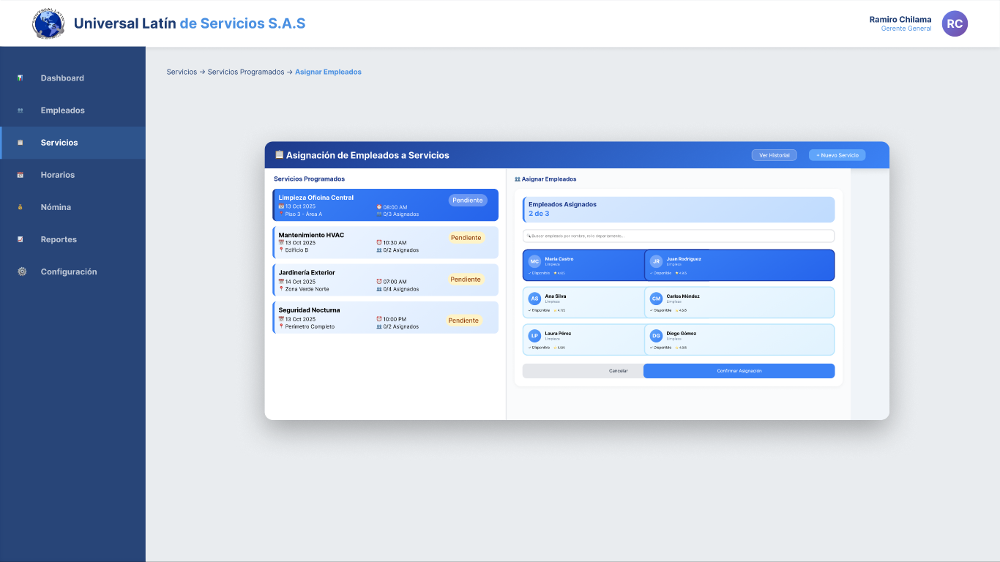 UNIVERSAL LATIN
Universal Latín de Servicios S.A.S
Ramiro Chilama
Gerente General
RC
Dashboard
Empleados
Servicios
Horarios
Nómina
Reportes
Configuración
Servicios → Servicios Programados → Asignar Empleados
Asignación de Empleados a Servicios
Ver Historial
+ Nuevo Servicio
Servicios Programados
Limpieza Oficina Central
Pendiente
13 Oct 2025
08:00 AM
Piso 3 - Área A
0/3 Asignados
Mantenimiento HVAC
Pendiente
13 Oct 2025
10:30 AM
Edificio B
0/2 Asignados
Jardinería Exterior
Pendiente
14 Oct 2025
07:00 AM
Zona Verde Norte
0/4 Asignados
Seguridad Nocturna
Pendiente
13 Oct 2025
10:00 PM
Perímetro Completo
0/2 Asignados
Asignar Empleados
Empleados Asignados
2 de 3
Buscar empleado por nombre, rol o departamento...
MC
María Castro
Limpieza
✓ Disponible ★ 4.8/5
JR
Juan Rodríguez
Limpieza
✓ Disponible ★ 4.9/5
AS
Ana Silva
Limpieza
✓ Disponible ⭐ 4.7/5
CM
Carlos Méndez
Limpieza
✓ Disponible ⭐ 4.6/5
LP
Laura Pérez
Limpieza
✓ Disponible ⭐ 5.0/5
DG
Diego Gómez
Limpieza
✓ Disponible ⭐ 4.8/5
Cancelar
Confirmar Asignación